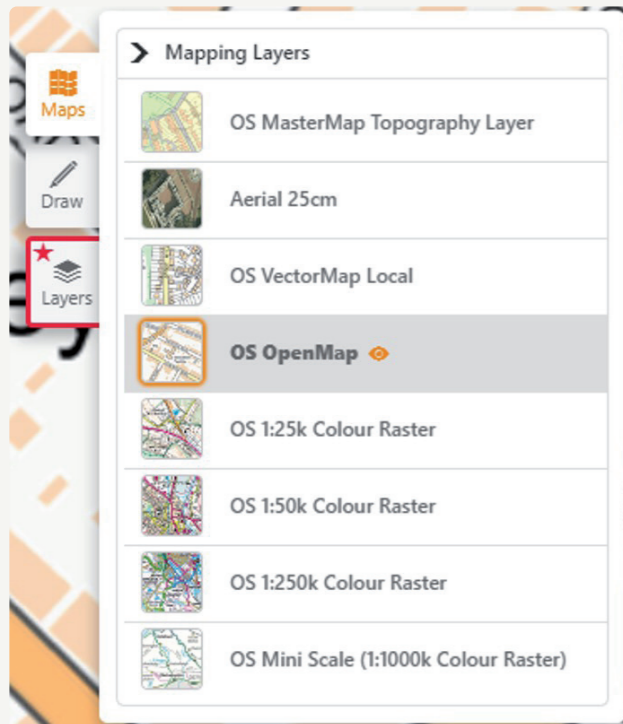 Mapping Layers
Maps
OS MasterMap Topography Layer
Draw
Aerial 25cm
Layers
OS VectorMap Local
OS OpenMap
OS 1:25k Colour Raster
OS 1:50k Colour Raster
OS 1:250k Colour Raster
OS Mini Scale (1:1000k Colour Raster)